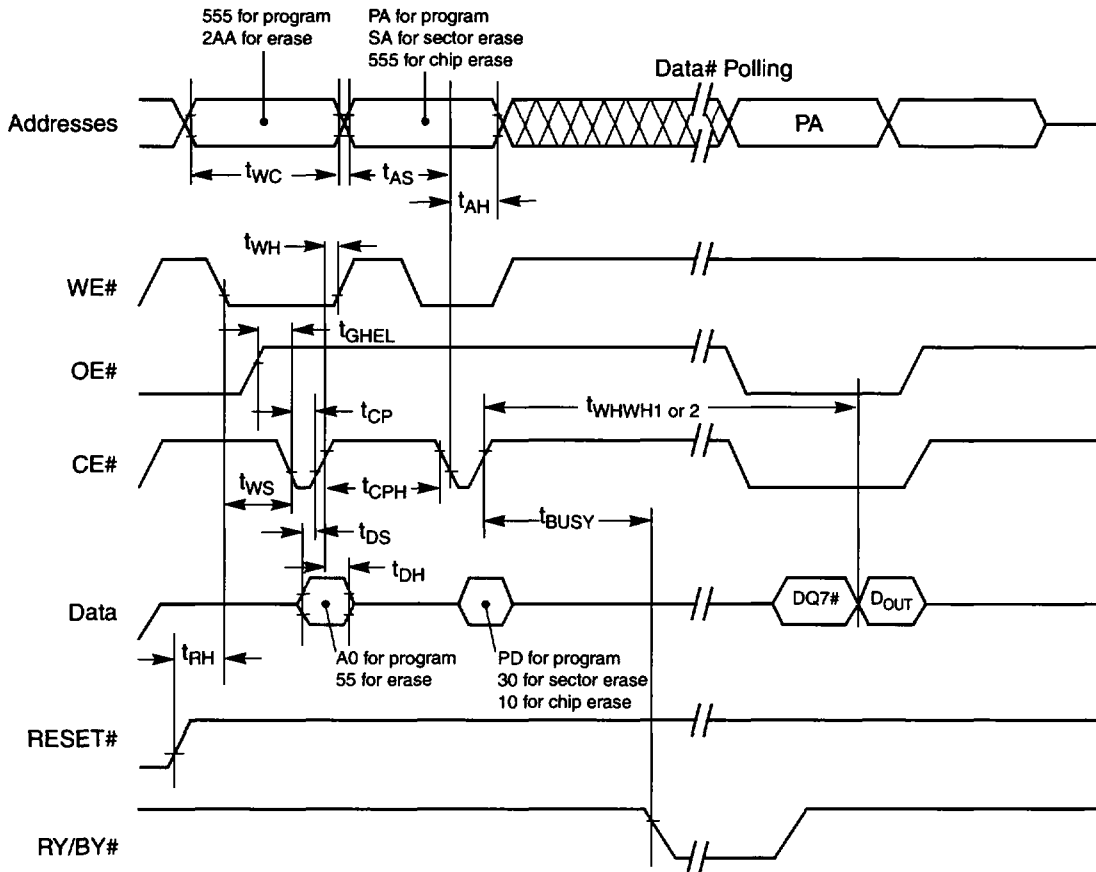 555 for program
2AA for erase
PA for program
SA for sector erase
555 for chip erase
Data# Polling
Addresses
PA
tWC
tAS
tAH
tWH
WE#
tGHEL
OE#
tWHWH1 or 2
tCP
CE#
tWS
tCPH
tBUSY
tDS
tDH
Data
DQ7#
DOUT
tRH
A0 for program
55 for erase
PD for program
30 for sector erase
10 for chip erase
RESET#
RY/BY#